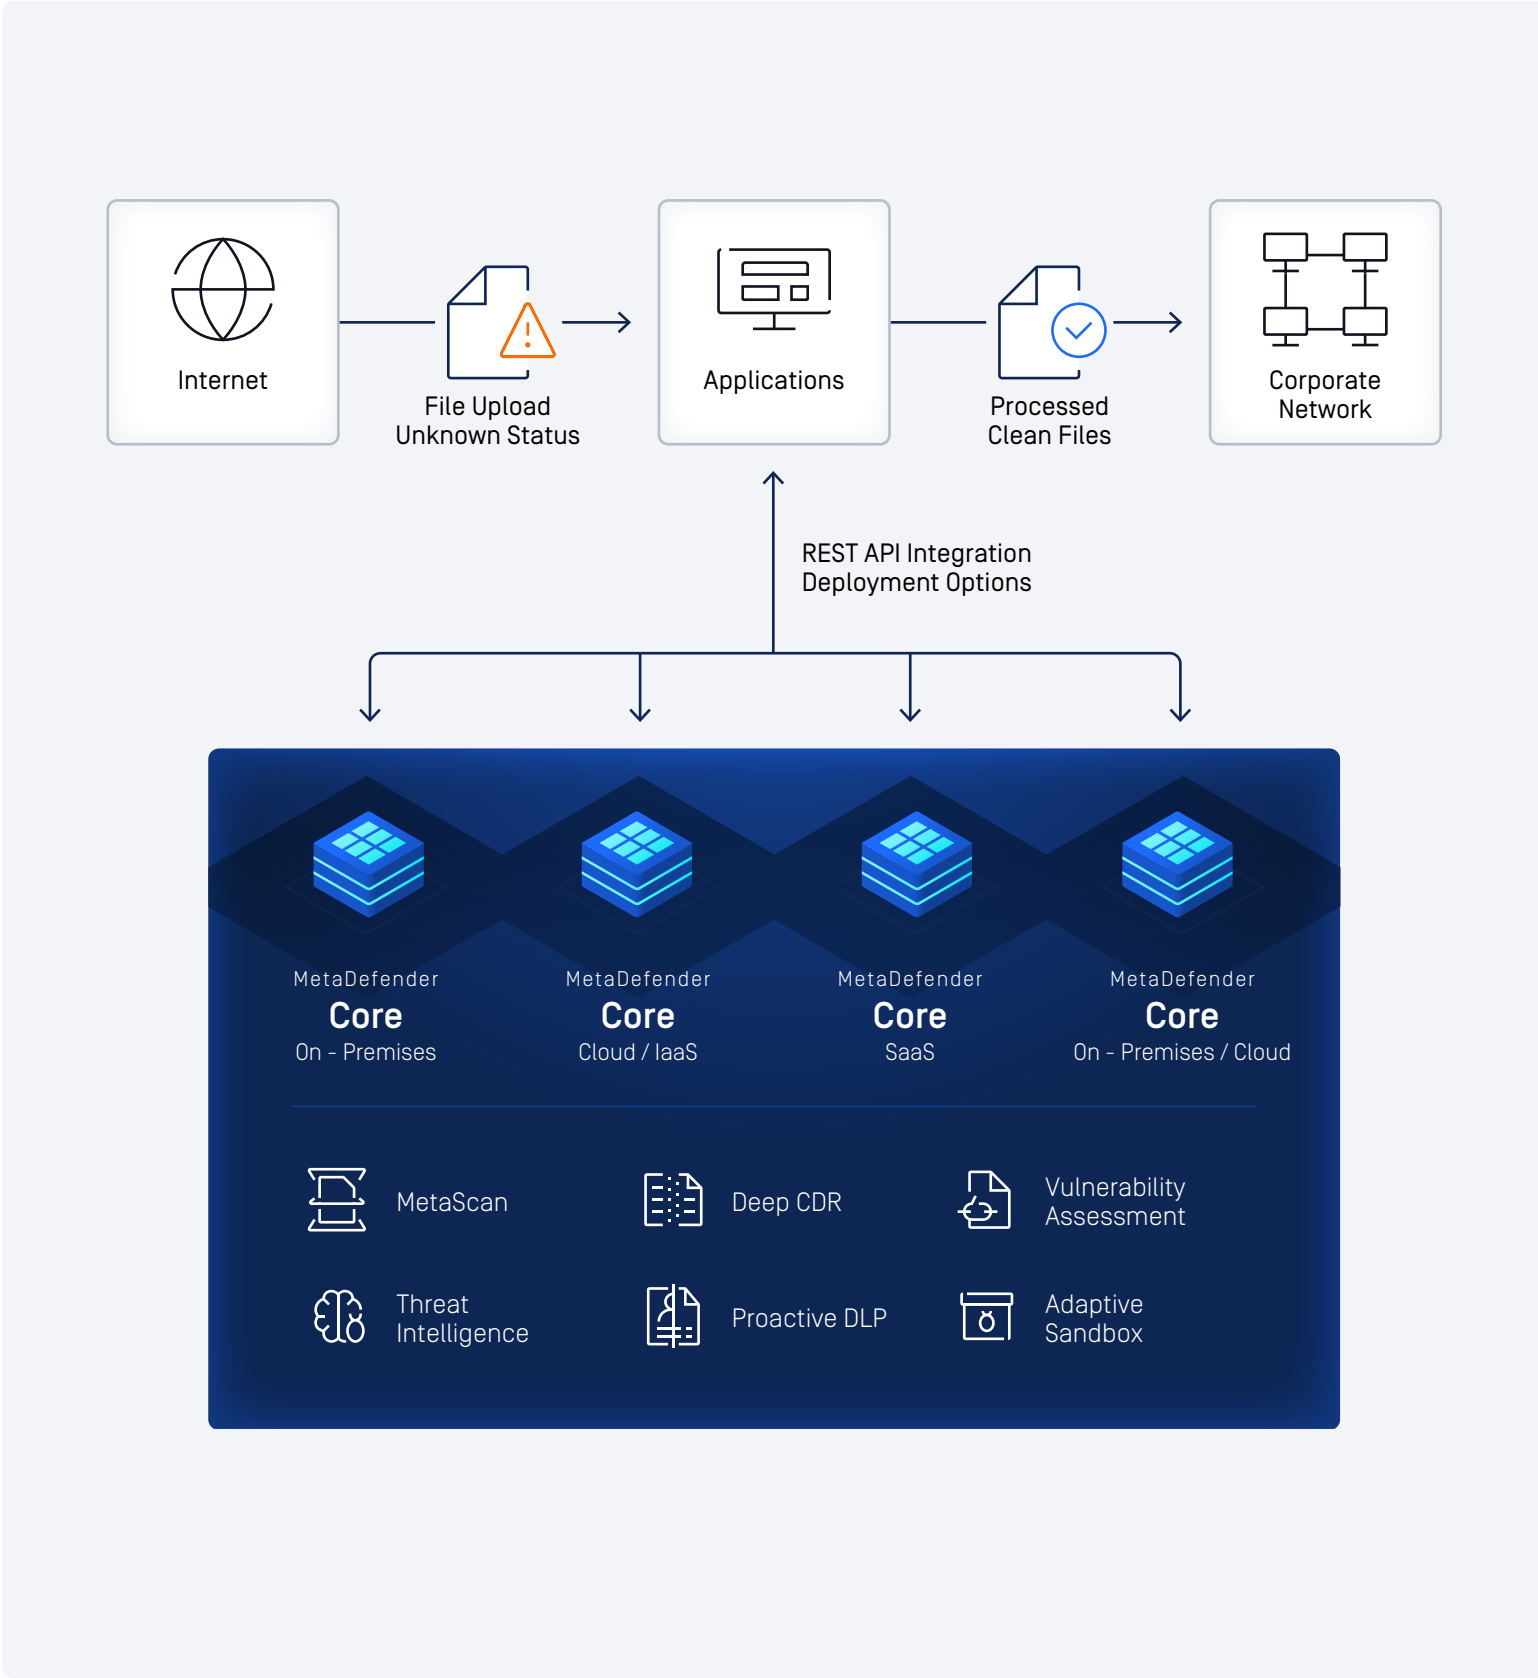 Internet
File Upload
Unknown Status
Applications
Processed
Clean Files
Corporate
Network
REST API Integration
Deployment Options
MetaDefender
Core
On - Premises
MetaDefender
Core
Cloud / IaaS
MetaDefender
Core
SaaS
MetaDefender
Core
On - Premises / Cloud
MetaScan
Deep CDR
Vulnerability
Assessment
Threat
Intelligence
Proactive DLP
Adaptive
Sandbox